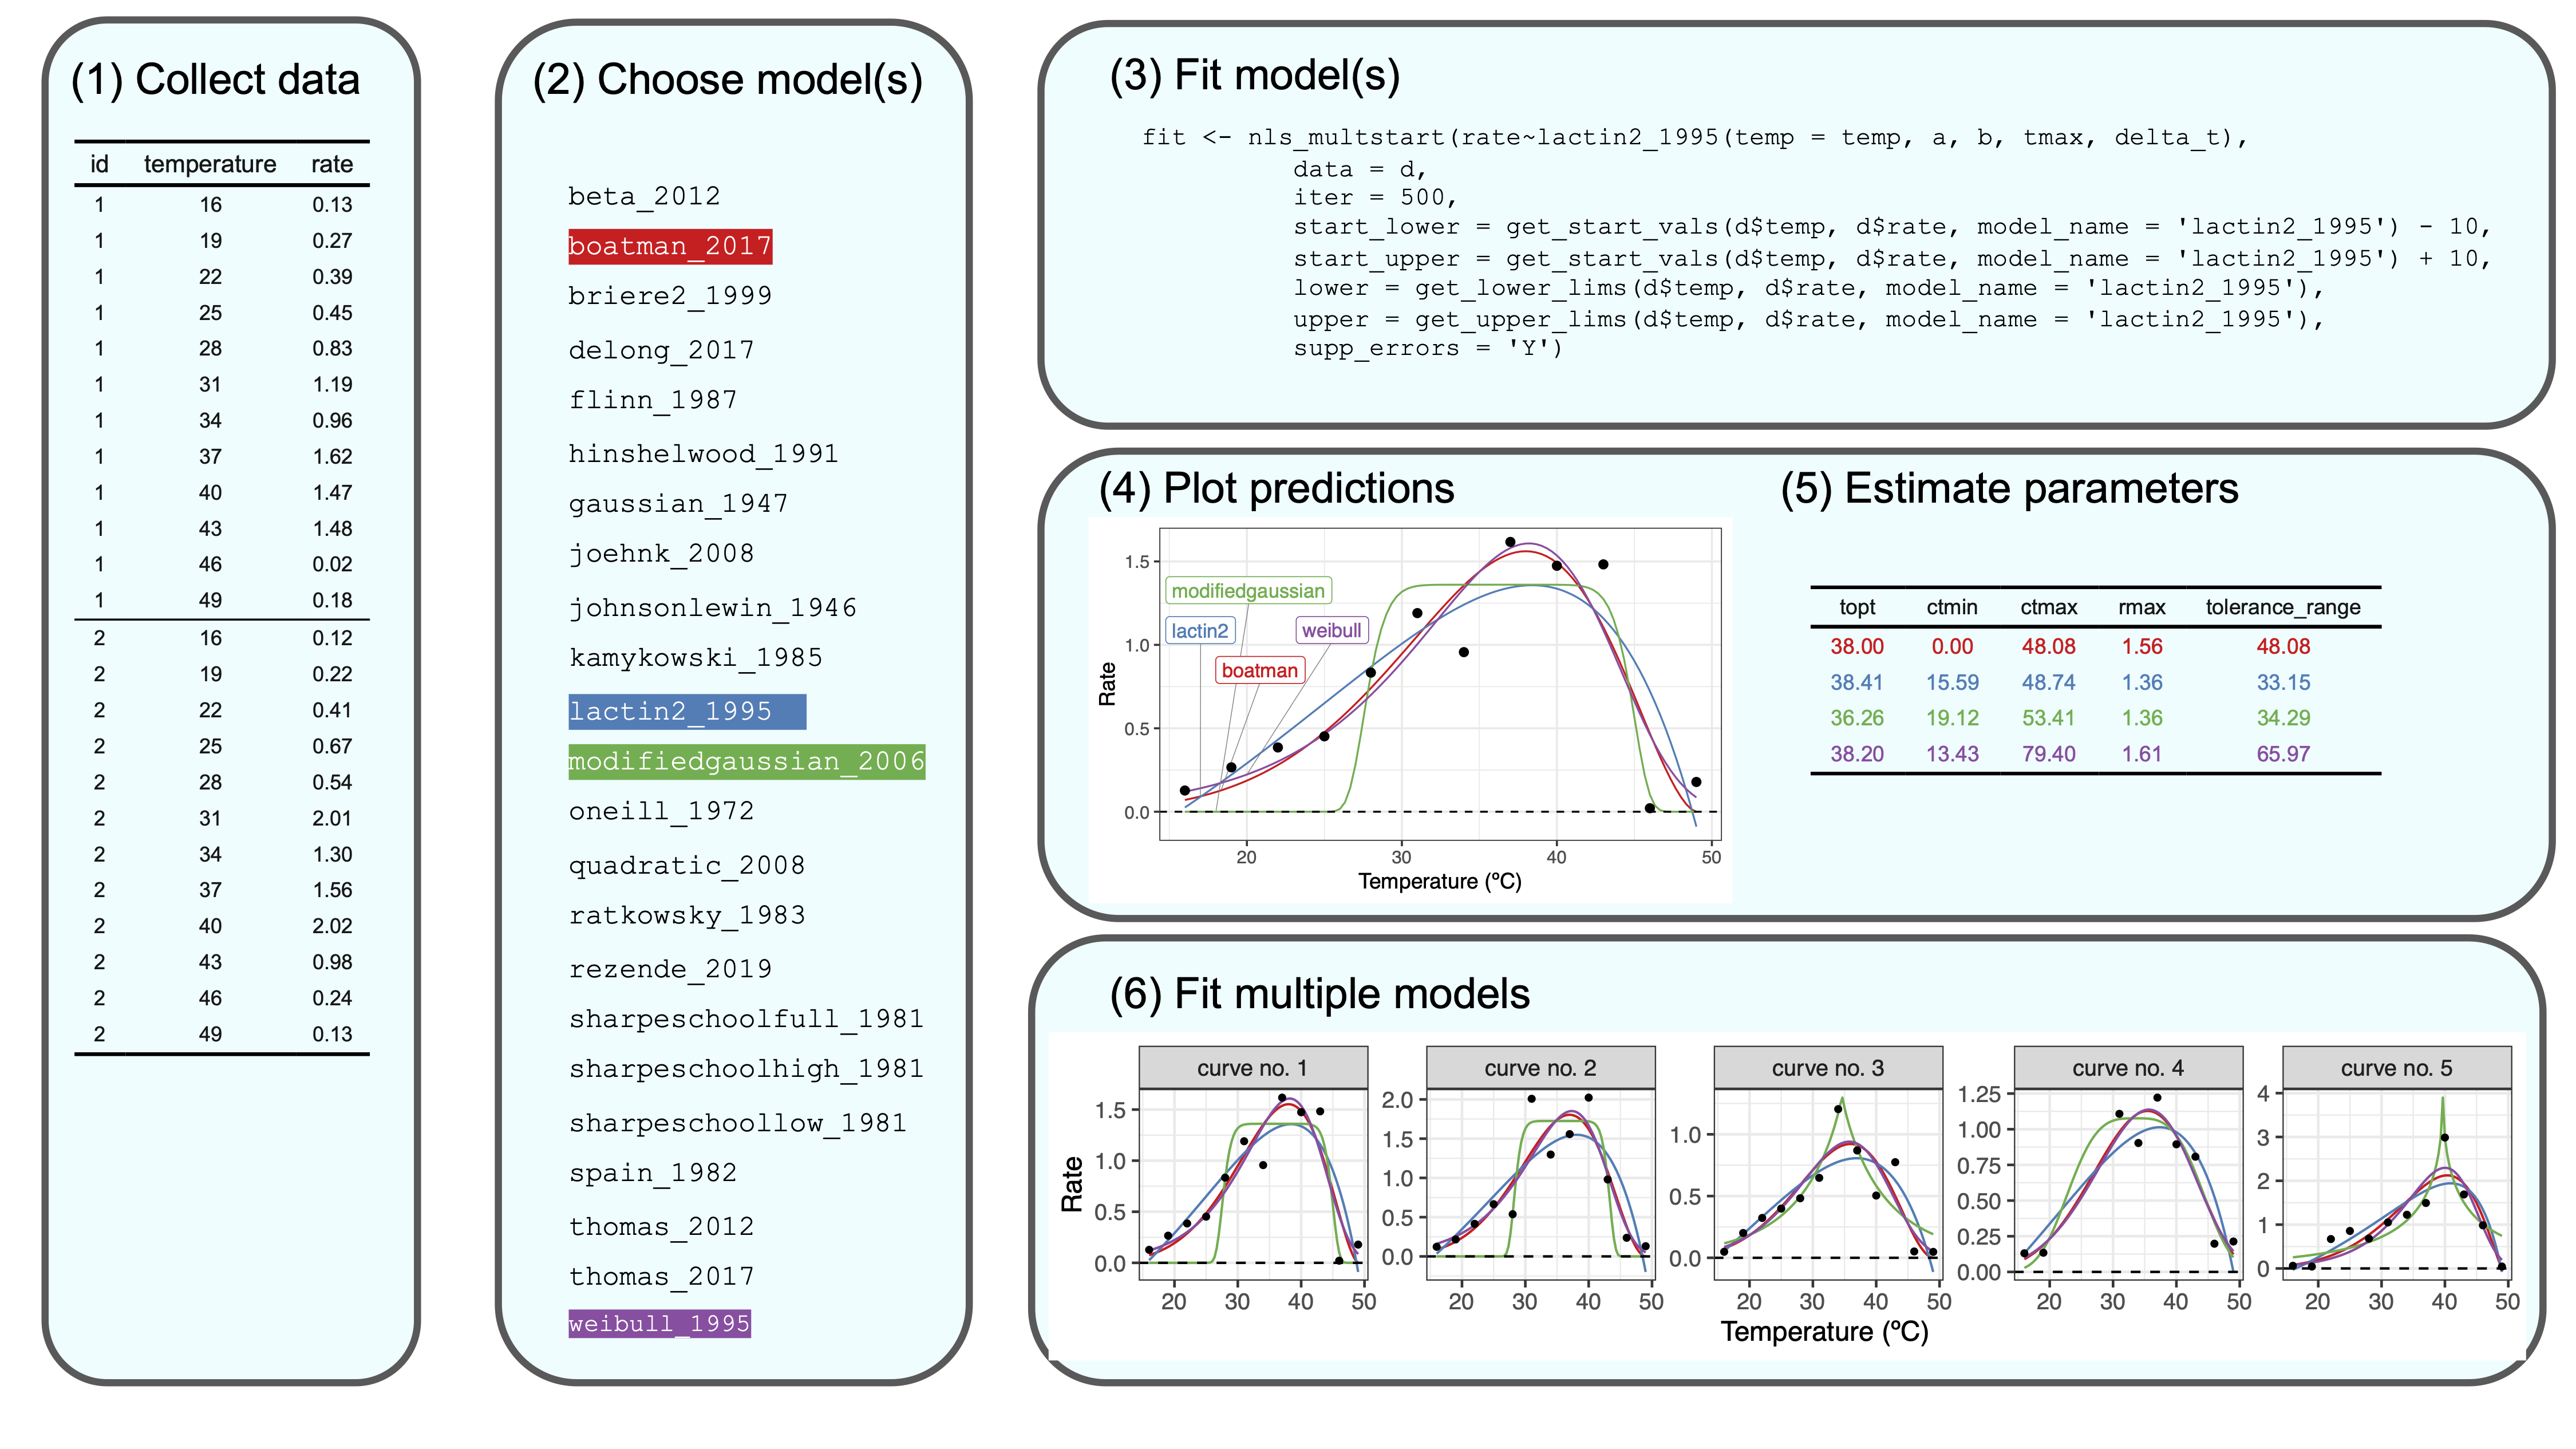 (1) Collect data
id temperature rate
1 16 0.13
1 19 0.27
1 22 0.39
1 25 0.45
1 28 0.83
1 31 1.19
1 34 0.96
1 37 1.62
1 40 1.47
1 43 1.48
1 46 0.02
1 49 0.18
2 16 0.12
2 19 0.22
2 22 0.41
2 25 0.67
2 28 0.54
2 31 2.01
2 34 1.30
2 37 1.56
2 40 2.02
2 43 0.98
2 46 0.24
2 49 0.13
(2) Choose model(s)
beta_2012
boatman_2017
briere2_1999
delong_2017
flinn_1987
hinshelwood_1991
gaussian_1947
joehnk_2008
johnsonlewin_1946
kamykowski_1985
lactin2_1995
modifiedgaussian_2006
oneill_1972
quadratic_2008
ratkowsky_1983
rezende_2019
sharpeschoolfull_1981
sharpeschoolhigh_1981
sharpeschoollow_1981
spain_1982
thomas_2012
thomas_2017
weibull_1995
(3) Fit model(s)
fit <- nls_multstart(rate~lactin2_1995(temp = temp, a, b, tmax, delta_t),
data = d,
iter = 500,
start_lower = get_start_vals(d$temp, d$rate, model_name = 'lactin2_1995') - 10,
start_upper = get_start_vals(d$temp, d$rate, model_name = 'lactin2_1995') + 10,
lower = get_lower_lims(d$temp, d$rate, model_name = 'lactin2_1995'),
upper = get_upper_lims(d$temp, d$rate, model_name = 'lactin2_1995'),
supp_errors = 'Y')
(4) Plot predictions
1.5
1.0
0.5
0.0
Rate
modifiedgaussian
lactin2
weibull
boatman
20 30 40 50
Temperature (ºC)
(5) Estimate parameters
topt ctmin ctmax rmax tolerance_range
38.00 0.00 48.08 1.56 48.08
38.41 15.59 48.74 1.36 33.15
36.26 19.12 53.41 1.36 34.29
38.20 13.43 79.40 1.61 65.97
(6) Fit multiple models
Rate
curve no. 1
1.5
1.0
0.5
0.0
20 30 40 50
curve no. 2
2.0
1.5
1.0
0.5
0.0
20 30 40 50
curve no. 3
1.0
0.5
0.0
20 30 40 50
curve no. 4
1.25
1.00
0.75
0.50
0.25
0.00
20 30 40 50
curve no. 5
4
3
2
1
0
20 30 40 50
Temperature (ºC)